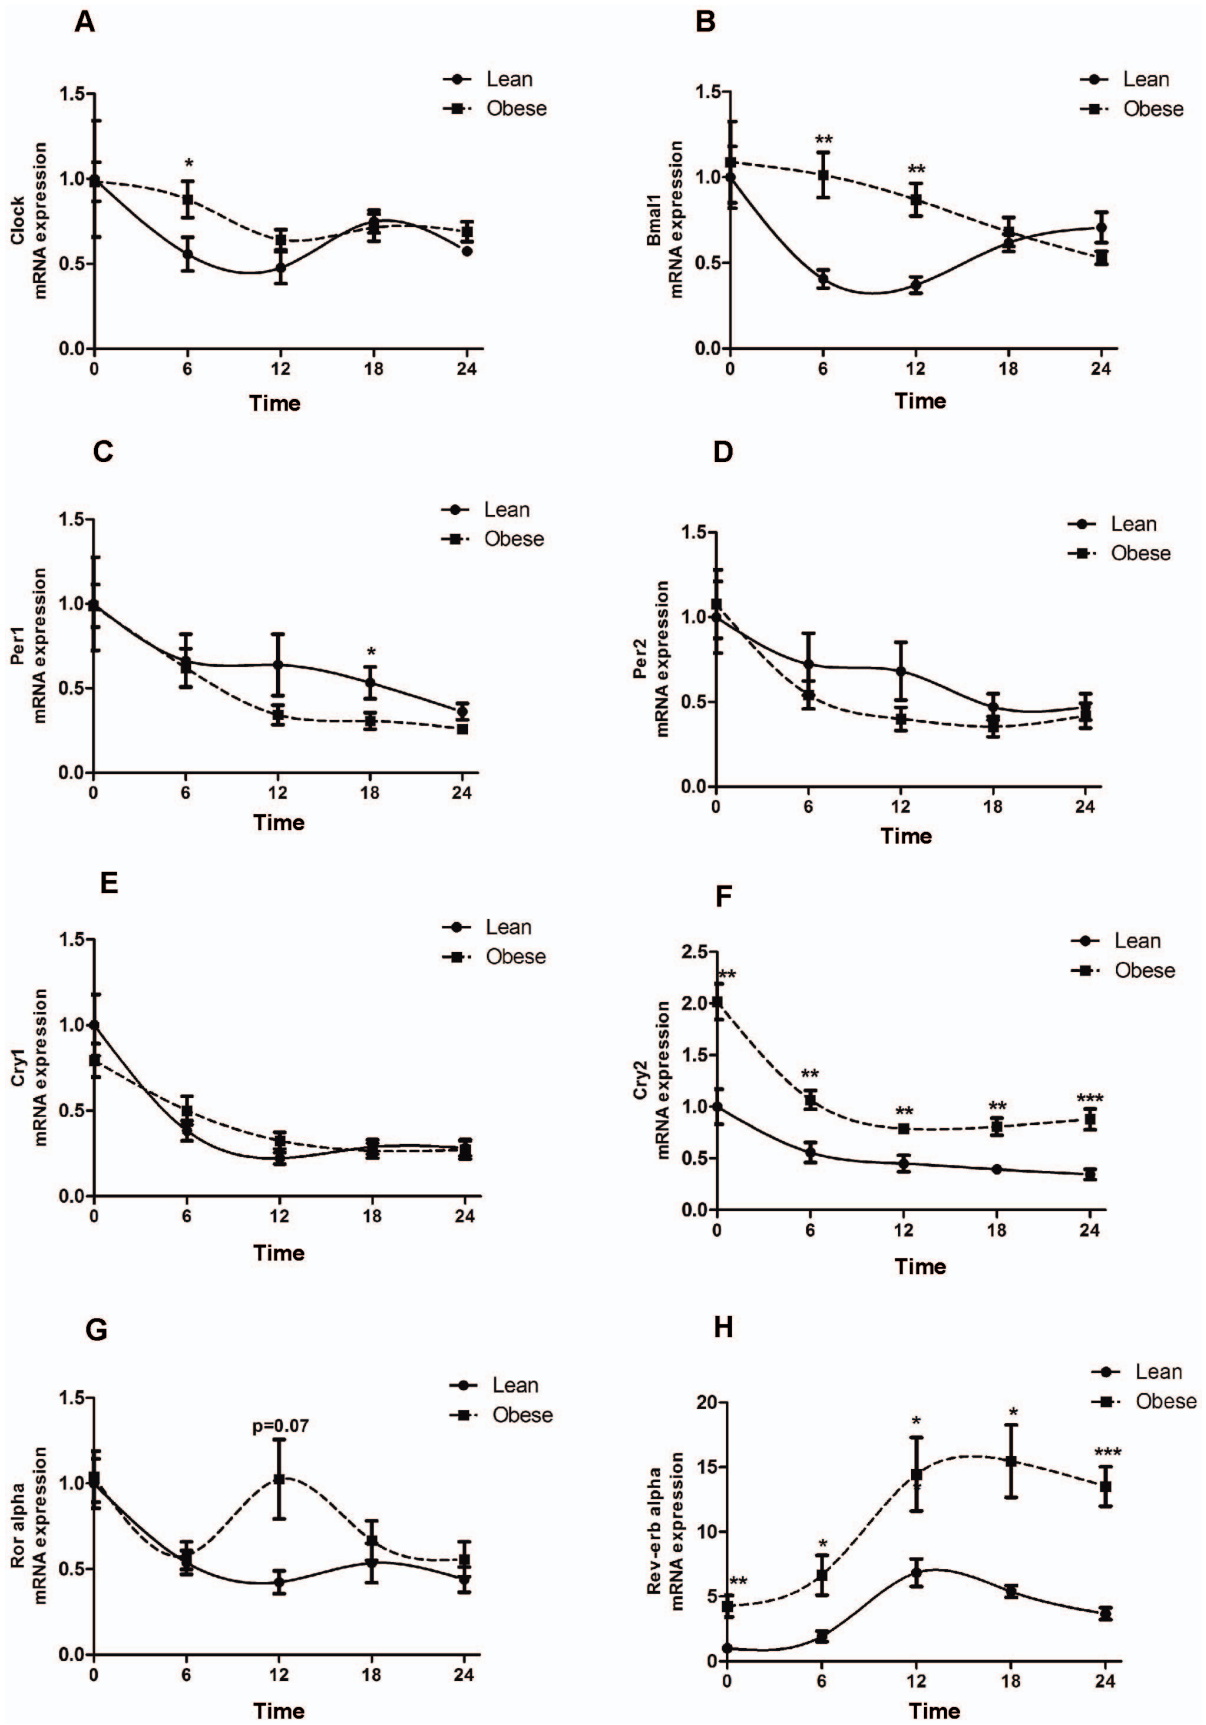 A
Lean
Obese
1.5
1.0
0.5
0.0
Clock
mRNA expression
*
0 6 12 18 24
Time
B
Lean
Obese
1.5
1.0
0.5
0.0
Bmal1
mRNA expression
**
**
0 6 12 18 24
Time
C
Lean
Obese
1.5
1.0
0.5
0.0
Per1
mRNA expression
*
0 6 12 18 24
Time
D
Lean
Obese
1.5
1.0
0.5
0.0
Per2
mRNA expression
0 6 12 18 24
Time
E
Lean
Obese
1.5
1.0
0.5
0.0
Cry1
mRNA expression
0 6 12 18 24
Time
F
Lean
Obese
2.5
2.0
1.5
1.0
0.5
0.0
Cry2
mRNA expression
**
**
**
**
***
0 6 12 18 24
Time
G
Lean
Obese
1.5
1.0
0.5
0.0
Ror alpha
mRNA expression
p=0.07
0 6 12 18 24
Time
H
Lean
Obese
20
15
10
5
0
Rev-erb alpha
mRNA expression
**
*
*
*
***
0 6 12 18 24
Time